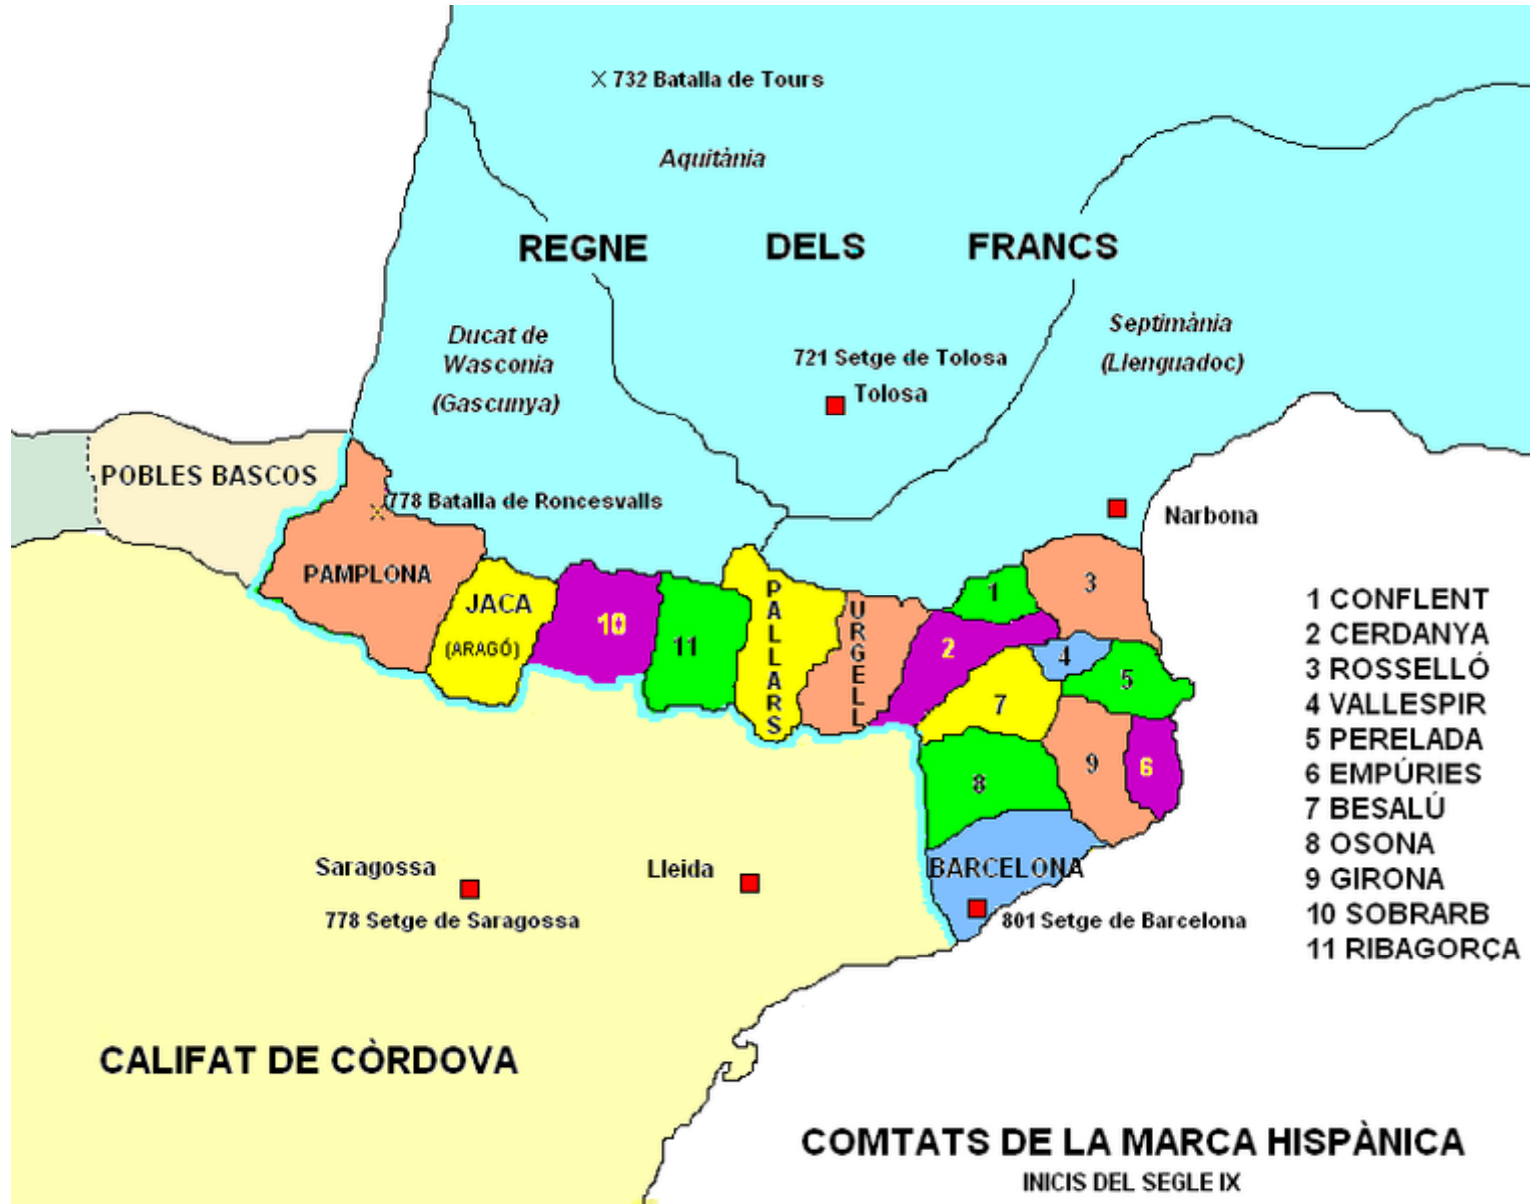 732 Batalla de Tours
Aquitània
REGNE DELS FRANCS
Ducat de
Wasconia
(Gascunya)
Septimània
(Llenguadoc)
721 Setge de Tolosa
Tolosa
POBLES BASCOS
778 Batalla de Roncesvalls
Narbona
PAMPLONA
JACA
(ARAGÓ)
10
11
PALLARS
URGELL
1
2
3
4
5
6
7
8
9
BARCELONA
801 Setge de Barcelona
Saragossa
778 Setge de Saragossa
Lleida
1 CONFLENT
2 CERDANYA
3 ROSSELLÓ
4 VALLESPIR
5 PERELADA
6 EMPÚRIES
7 BESALÚ
8 OSONA
9 GIRONA
10 SOBRARB
11 RIBAGORÇA
CALIFAT DE CÒRDOVA
COMTATS DE LA MARCA HISPÀNICA
INICIS DEL SEGLE IX